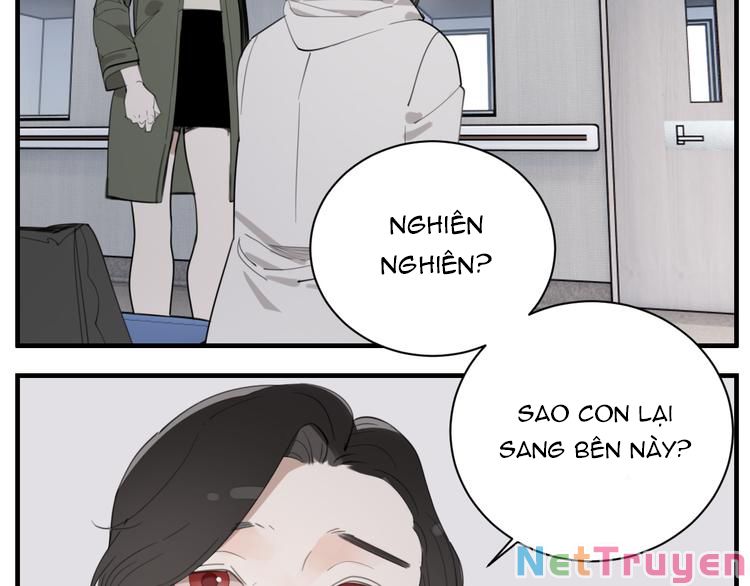 NGHIÊN
NGHIÊN?
SAO CON LẠI
SANG BÊN NÀY?
NetTruyen